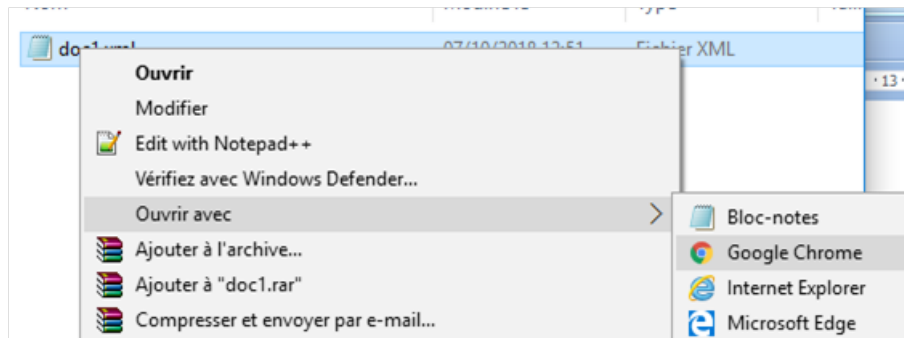 doc1.xml 07/10/2018 12:51 Fichier XML
13
Ouvrir
Modifier
Edit with Notepad++
Vérifiez avec Windows Defender...
Ouvrir avec
Ajouter à l'archive...
Ajouter à "doc1.rar"
Compresser et envoyer par e-mail...
Bloc-notes
Google Chrome
Internet Explorer
Microsoft Edge